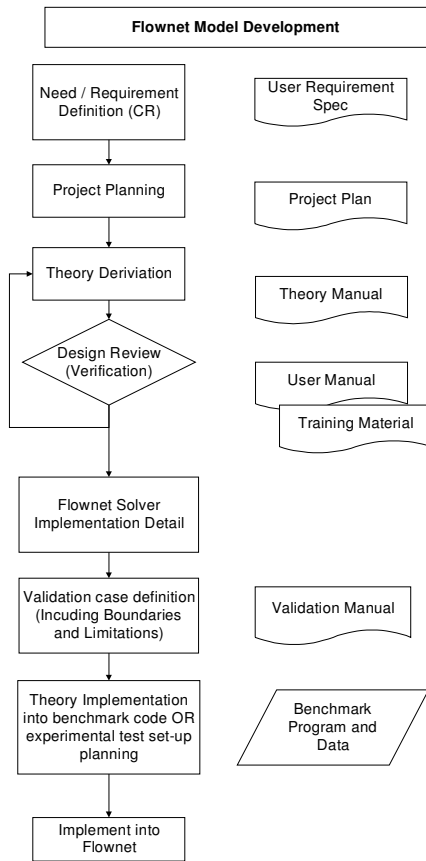 Flownet Model Development
Need / Requirement
Definition (CR)
User Requirement
Spec
Project Planning
Project Plan
Theory Deriviation
Theory Manual
Design Review
(Verification)
User Manual
Training Material
Flownet Solver
Implementation Detail
Validation case definition
(Incuding Boundaries
and Limitations)
Validation Manual
Theory Implementation
into benchmark code OR
experimental test set-up
planning
Benchmark
Program and
Data
Implement into
Flownet